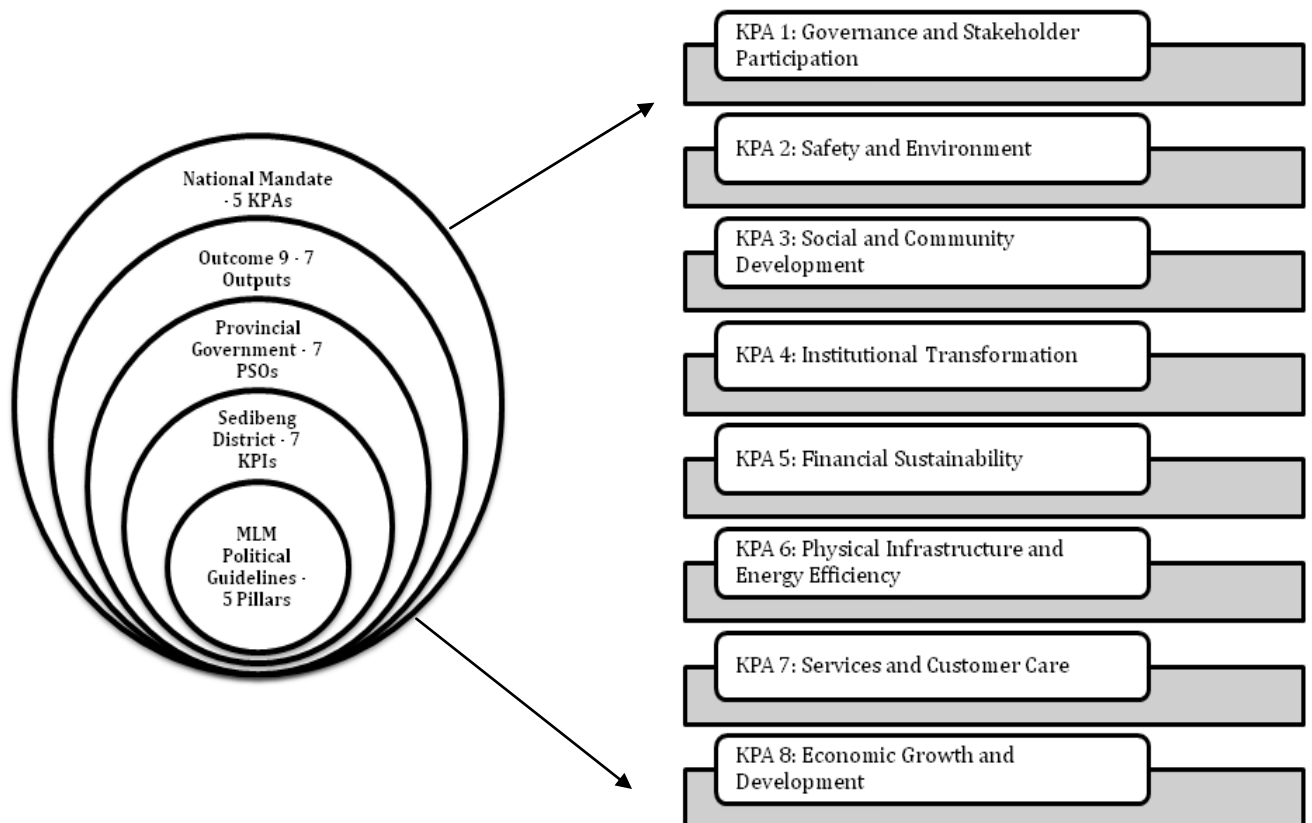 National Mandate
- 5 KPAs
Outcome 9 - 7
Outputs
Provincial
Government - 7
PSOs
Sedibeng
District - 7
KPIs
MLM
Political
Guidelines -
5 Pillars
KPA 1: Governance and Stakeholder
Participation
KPA 2: Safety and Environment
KPA 3: Social and Community
Development
KPA 4: Institutional Transformation
KPA 5: Financial Sustainability
KPA 6: Physical Infrastructure and
Energy Efficiency
KPA 7: Services and Customer Care
KPA 8: Economic Growth and
Development